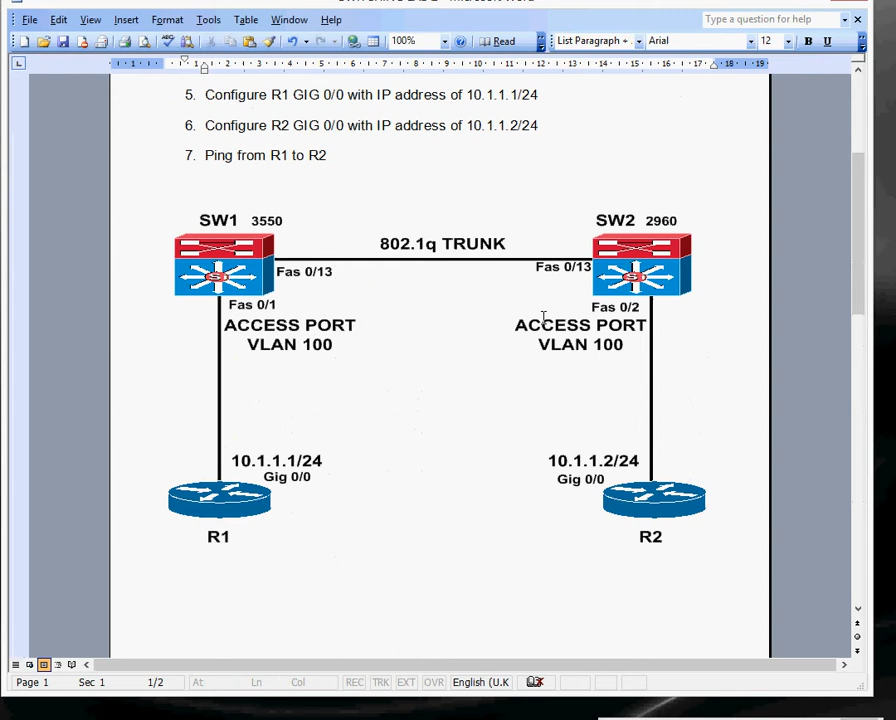 File Edit View Insert Format Tools Table Window Help Type a question for help
100% Read List Paragraph + Arial 12 B U
5. Configure R1 GIG 0/0 with IP address of 10.1.1.1/24
6. Configure R2 GIG 0/0 with IP address of 10.1.1.2/24
7. Ping from R1 to R2
SW1 3550
SW2 2960
802.1q TRUNK
Fas 0/13
Fas 0/13
Fas 0/1
Fas 0/2
ACCESS PORT
VLAN 100
ACCESS PORT
VLAN 100
10.1.1.1/24
Gig 0/0
10.1.1.2/24
Gig 0/0
R1
R2
Page 1 Sec 1 1/2 At Ln Col REC TRK EXT OVR English (U.K